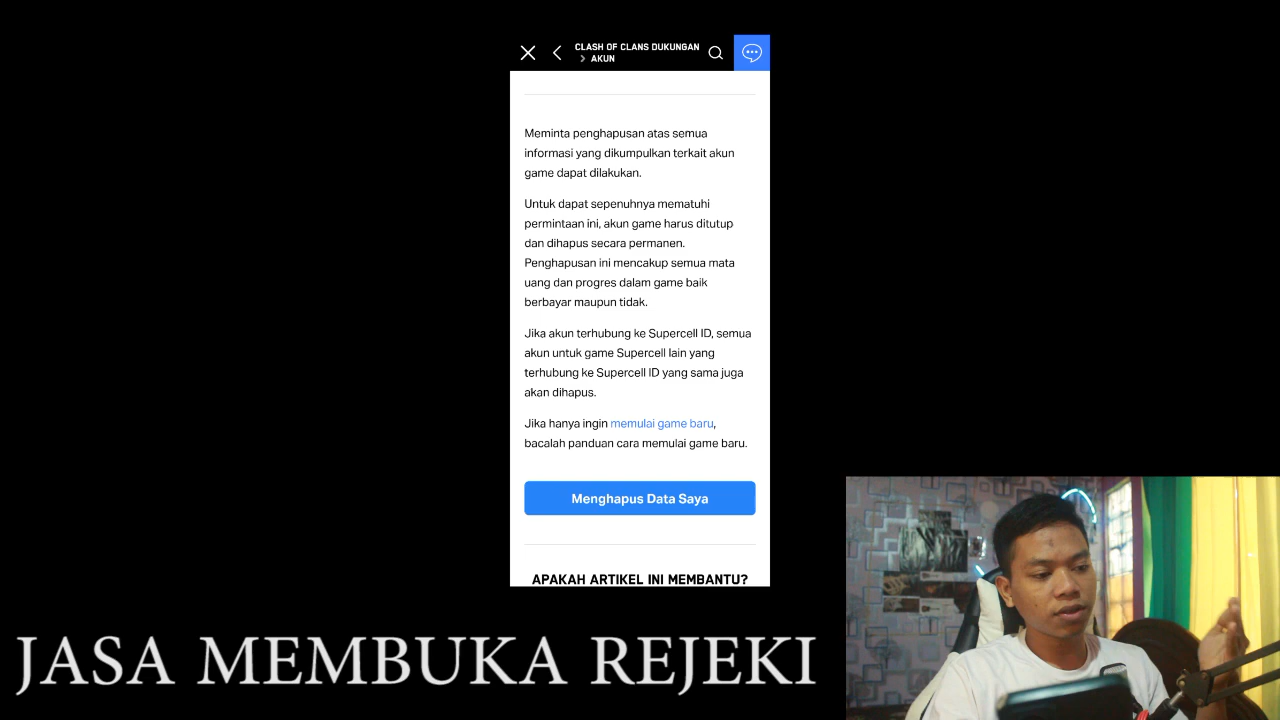 CLASH OF CLANS DUKUNGAN
> AKUN
Meminta penghapusan atas semua
informasi yang dikumpulkan terkait akun
game dapat dilakukan.
Untuk dapat sepenuhnya mematuhi
permintaan ini, akun game harus ditutup
dan dihapus secara permanen.
Penghapusan ini mencakup semua mata
uang dan progres dalam game baik
berbayar maupun tidak.
Jika akun terhubung ke Supercell ID, semua
akun untuk game Supercell lain yang
terhubung ke Supercell ID yang sama juga
akan dihapus.
Jika hanya ingin memulai game baru,
bacalah panduan cara memulai game baru.
Menghapus Data Saya
APAKAH ARTIKEL INI MEMBANTU?
JASA MEMBUKA REJEKI